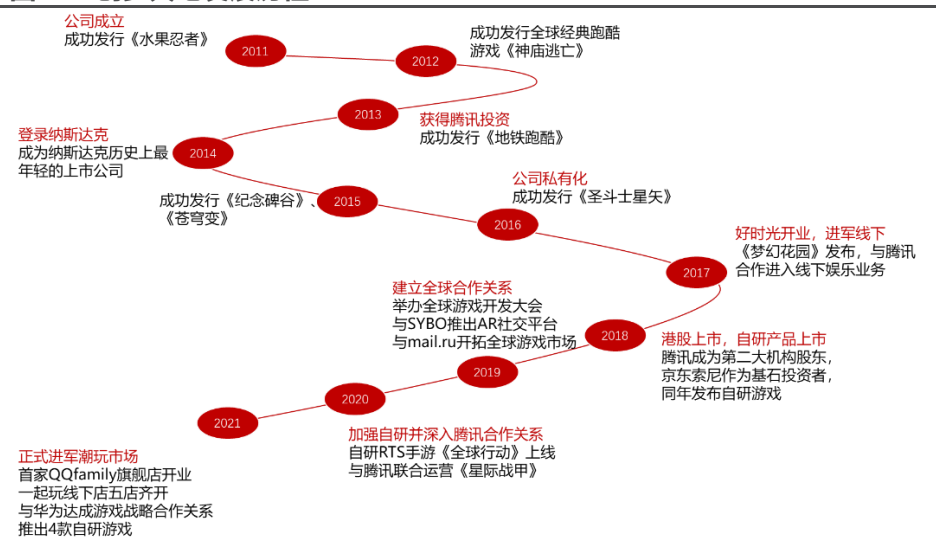 公司成立
成功发行《水果忍者》
2011
2012
成功发行全球经典跑酷
游戏《神庙逃亡》
2013
获得腾讯投资
成功发行《地铁跑酷》
登录纳斯达克
成为纳斯达克历史上最
年轻的上市公司
2014
成功发行《纪念碑谷》、
《苍穹变》
2015
公司私有化
成功发行《圣斗士星矢》
2016
好时光开业，进军线下
《梦幻花园》发布，与腾讯
合作进入线下娱乐业务
2017
港股上市，自研产品上市
腾讯成为第二大机构股东，
京东索尼作为基石投资者，
同年发布自研游戏
2018
建立全球合作关系
举办全球游戏开发大会
与SYBO推出AR社交平台
与mail.ru开拓全球游戏市场
2019
2020
加强自研并深入腾讯合作关系
自研RTS手游《全球行动》上线
与腾讯联合运营《星际战甲》
2021
正式进军潮玩市场
首家QQfamily旗舰店开业
一起玩线下店五店齐开
与华为达成游戏战略合作关系
推出4款自研游戏